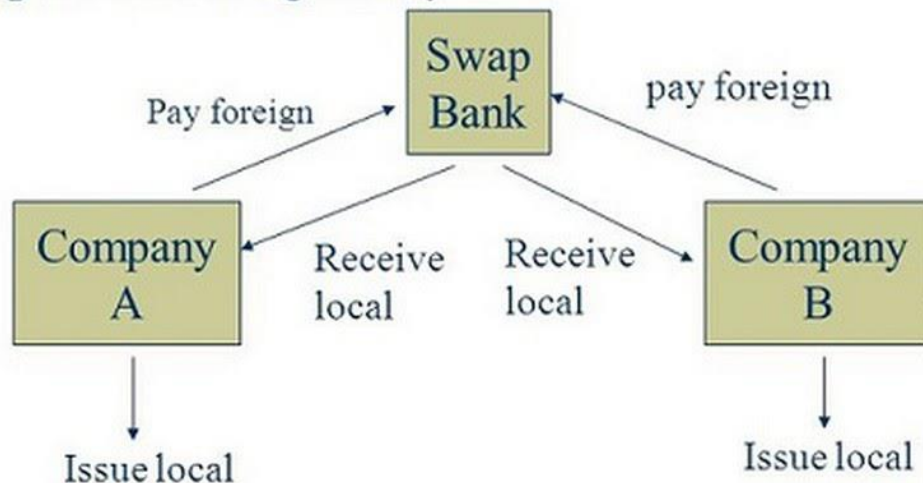 Swap
Bank
Pay foreign
pay foreign
Company
A
Receive
local
Receive
local
Company
B
Issue local
Issue local